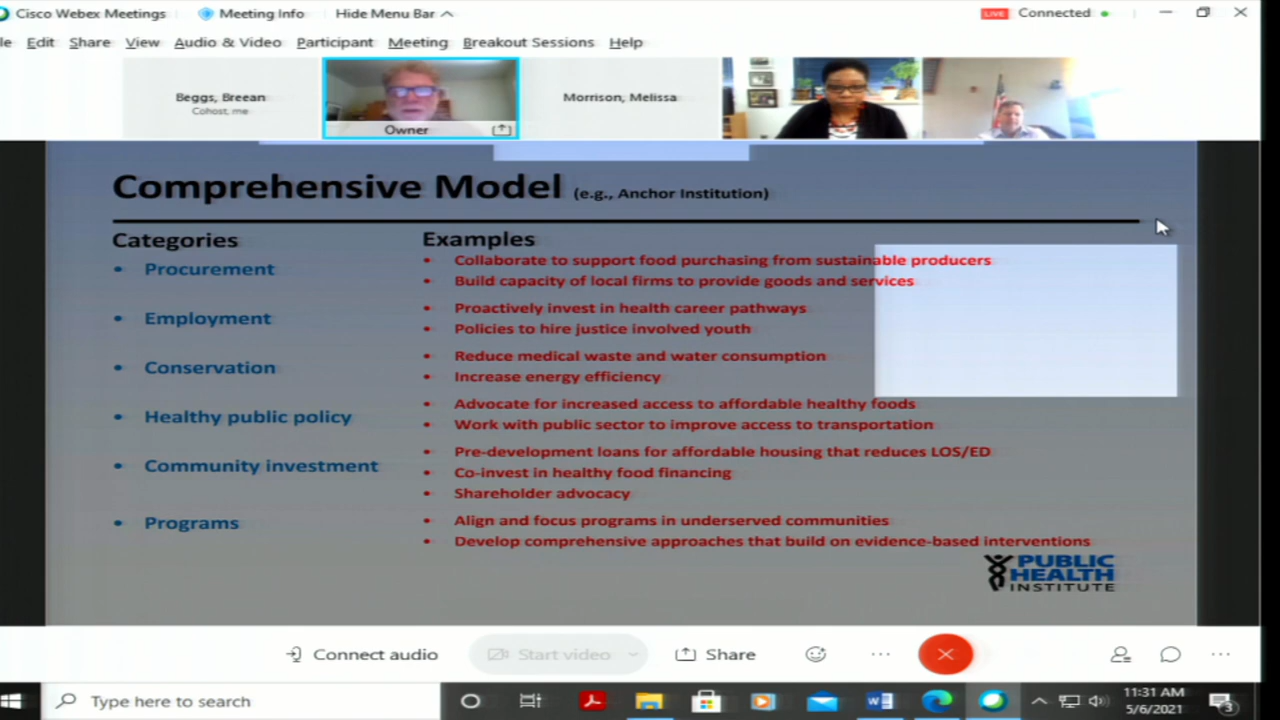 Cisco Webex Meetings
Meeting Info
Hide Menu Bar
LIVE
Connected
le Edit Share View Audio & Video Participant Meeting Breakout Sessions Help
Beggs, Breean
Cohost, me
Owner
Morrison, Melissa
Comprehensive Model (e.g., Anchor Institution)
Categories
Examples
• Procurement
• Collaborate to support food purchasing from sustainable producers
• Build capacity of local firms to provide goods and services
• Employment
• Proactively invest in health career pathways
• Policies to hire justice involved youth
• Conservation
• Reduce medical waste and water consumption
• Increase energy efficiency
• Healthy public policy
• Advocate for increased access to affordable healthy foods
• Work with public sector to improve access to transportation
• Community investment
• Pre-development loans for affordable housing that reduces LOS/ED
• Co-invest in healthy food financing
• Shareholder advocacy
• Programs
• Align and focus programs in underserved communities
• Develop comprehensive approaches that build on evidence-based interventions
PUBLIC
HEALTH
INSTITUTE
Connect audio
Start video
Share
Type here to search
11:31 AM
5/6/2021
3